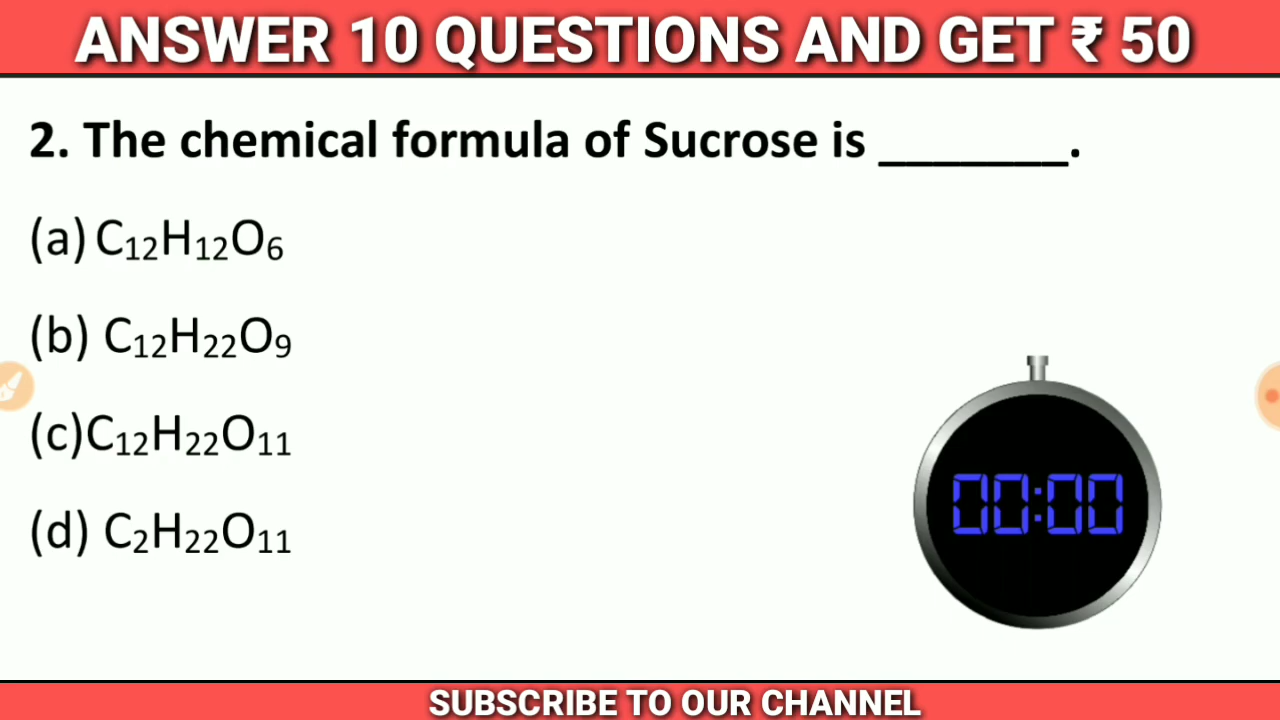 ANSWER 10 QUESTIONS AND GET ₹ 50
2. The chemical formula of Sucrose is _______.
(a) C₁₂H₁₂O₆
(b) C₁₂H₂₂O₉
(c)C₁₂H₂₂O₁₁
(d) C₂H₂₂O₁₁
00:00
SUBSCRIBE TO OUR CHANNEL